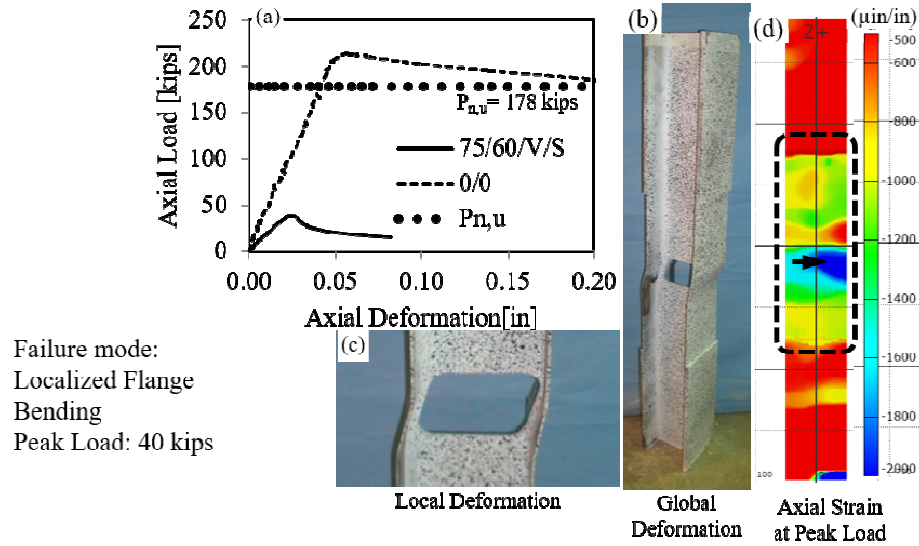 (a)
Axial Load [kips]
250
200
150
100
50
0
Pn,u= 178 kips
75/60/V/S
0/0
Pn,u
0.00 0.05 0.10 0.15 0.20
Axial Deformation[in]
(b)
(d)
(μin/in)
Z+
-500
-800
-1000
-1200
-1400
-1600
-1800
-2000
100
Failure mode:
Localized Flange
Bending
Peak Load: 40 kips
(c)
Local Deformation
Global
Deformation
Axial Strain
at Peak Load